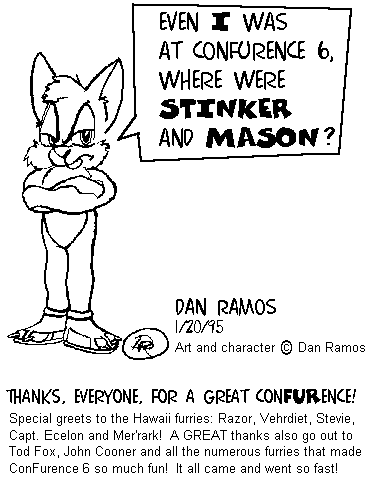 EVEN I WAS
AT CONFURENCE 6,
WHERE WERE
STINKER
AND MASON?
DAN RAMOS
1/20/95
DR
Art and character © Dan Ramos
THANKS, EVERYONE, FOR A GREAT CONFURENCE!
Special greets to the Hawaii furries: Razor, Vehrdiet, Stevie,
Capt. Ecelon and Mer'rark!  A GREAT thanks also go out to
Tod Fox, John Cooner and all the numerous furries that made
ConFurence 6 so much fun!  It all came and went so fast!